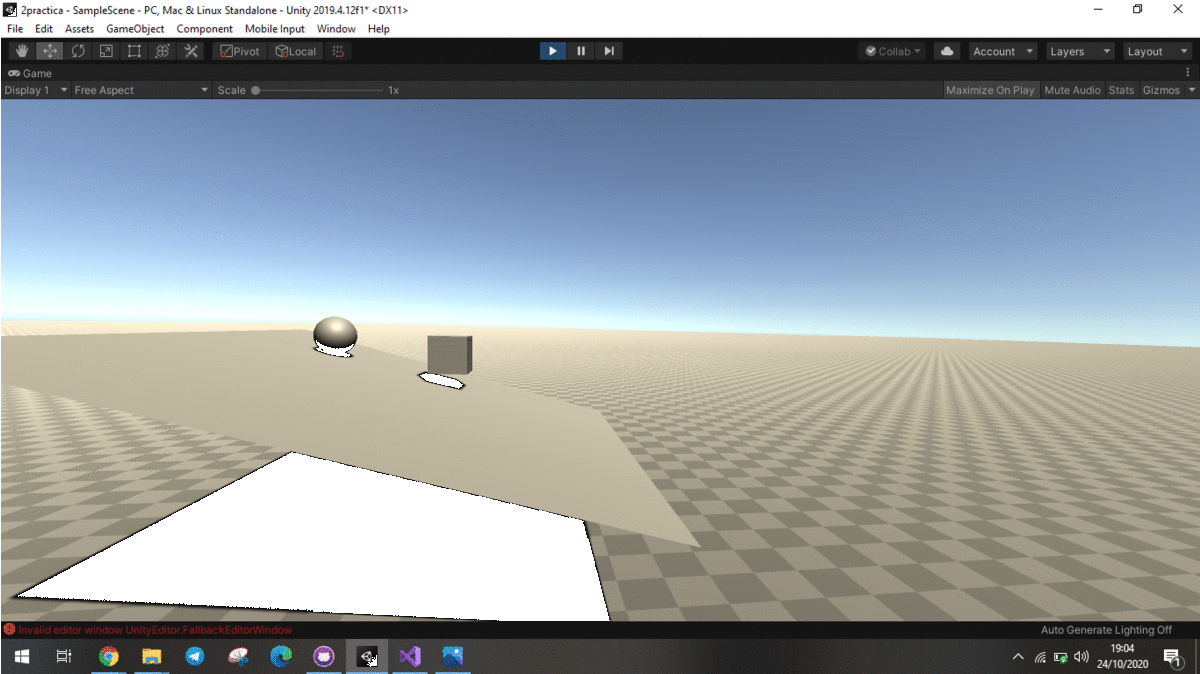 2practica - SampleScene - PC, Mac & Linux Standalone - Unity 2019.4.12f1* <DX11>
File Edit Assets GameObject Component Mobile Input Window Help
Pivot Local Collab Account Layers Layout
Game
Display 1 Free Aspect Scale 1x Maximize On Play Mute Audio Stats Gizmos
Invalid editor window UnityEditor.FallbackEditorWindow Auto Generate Lighting Off
19:04
24/10/2020
1